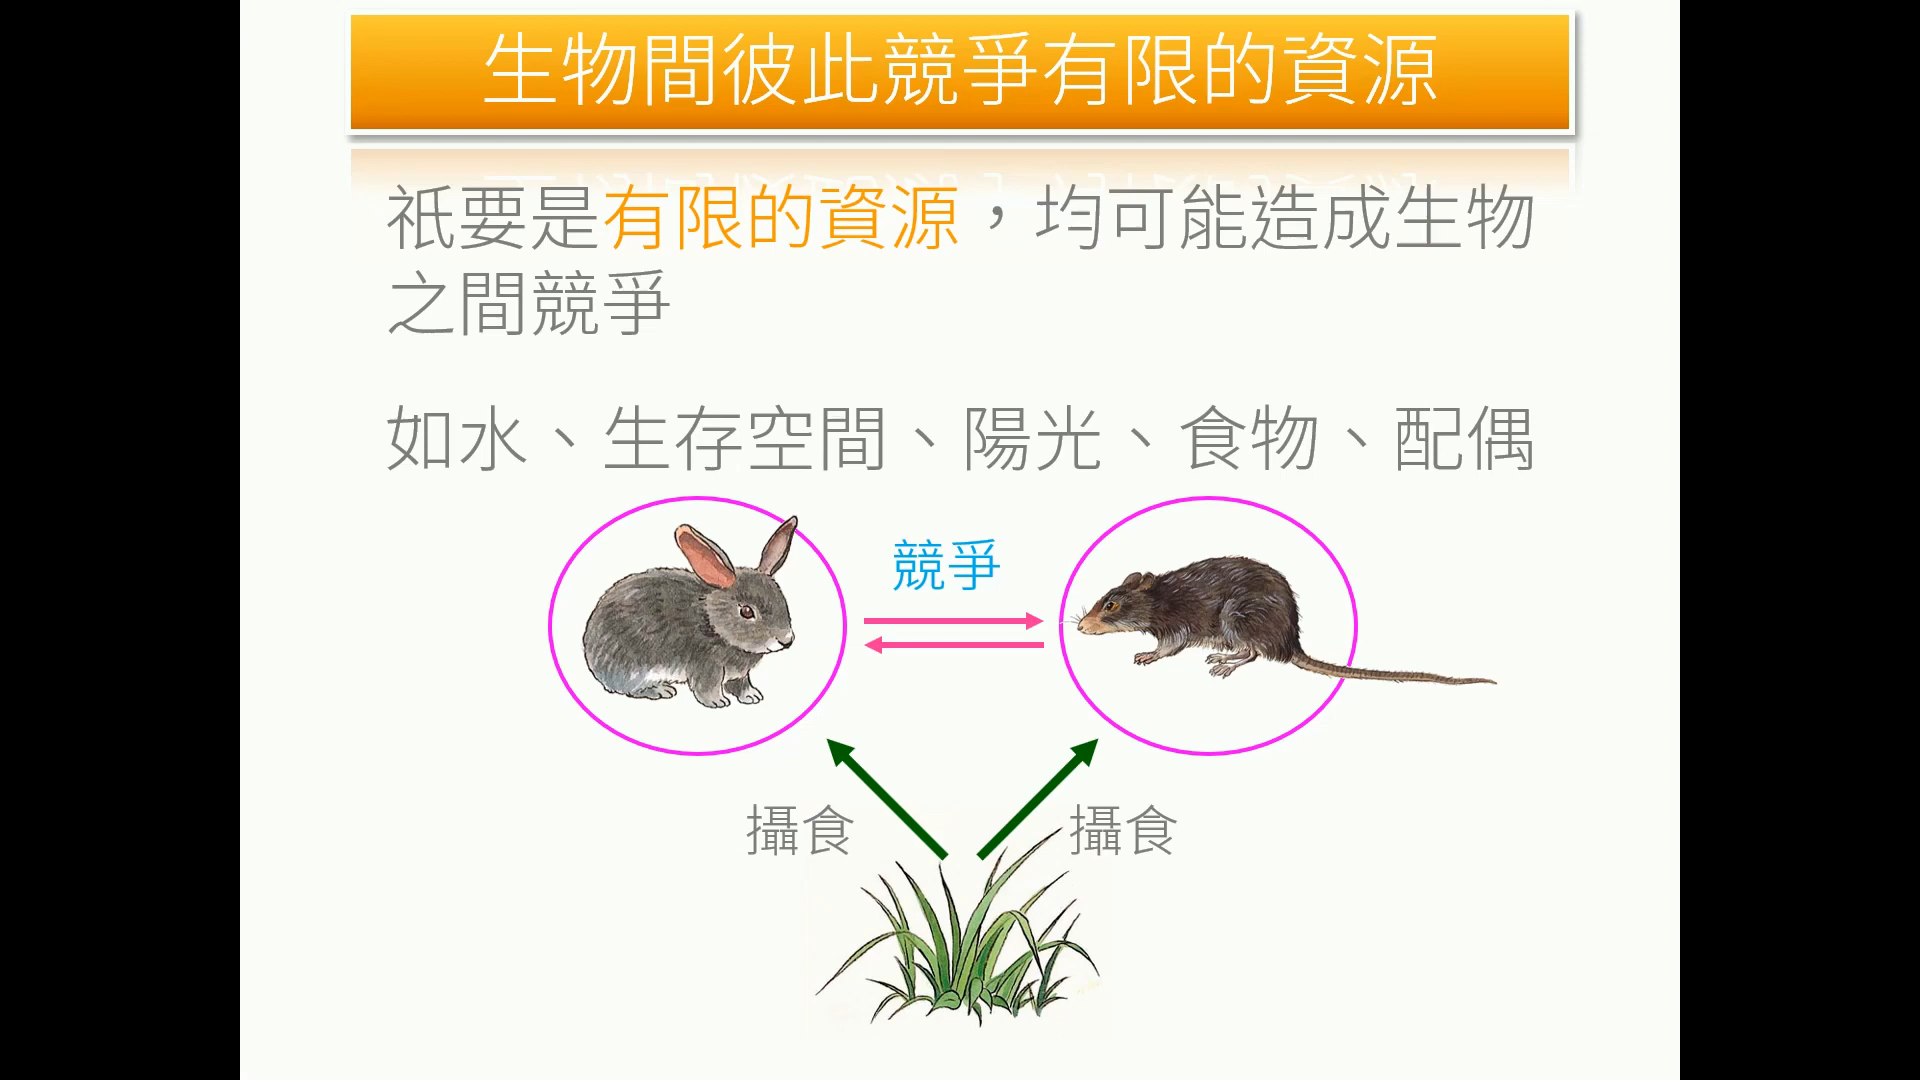 生物間彼此競爭有限的資源
祇要是有限的資源，均可能造成生物
之間競爭
如水、生存空間、陽光、食物、配偶
競爭
攝食
攝食